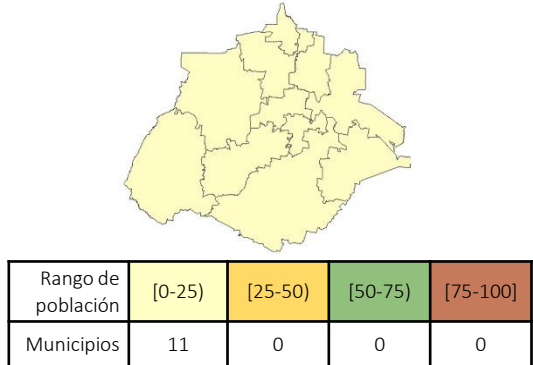 Rango de población [0-25) [25-50) [50-75) [75-100]
Municipios 11 0 0 0